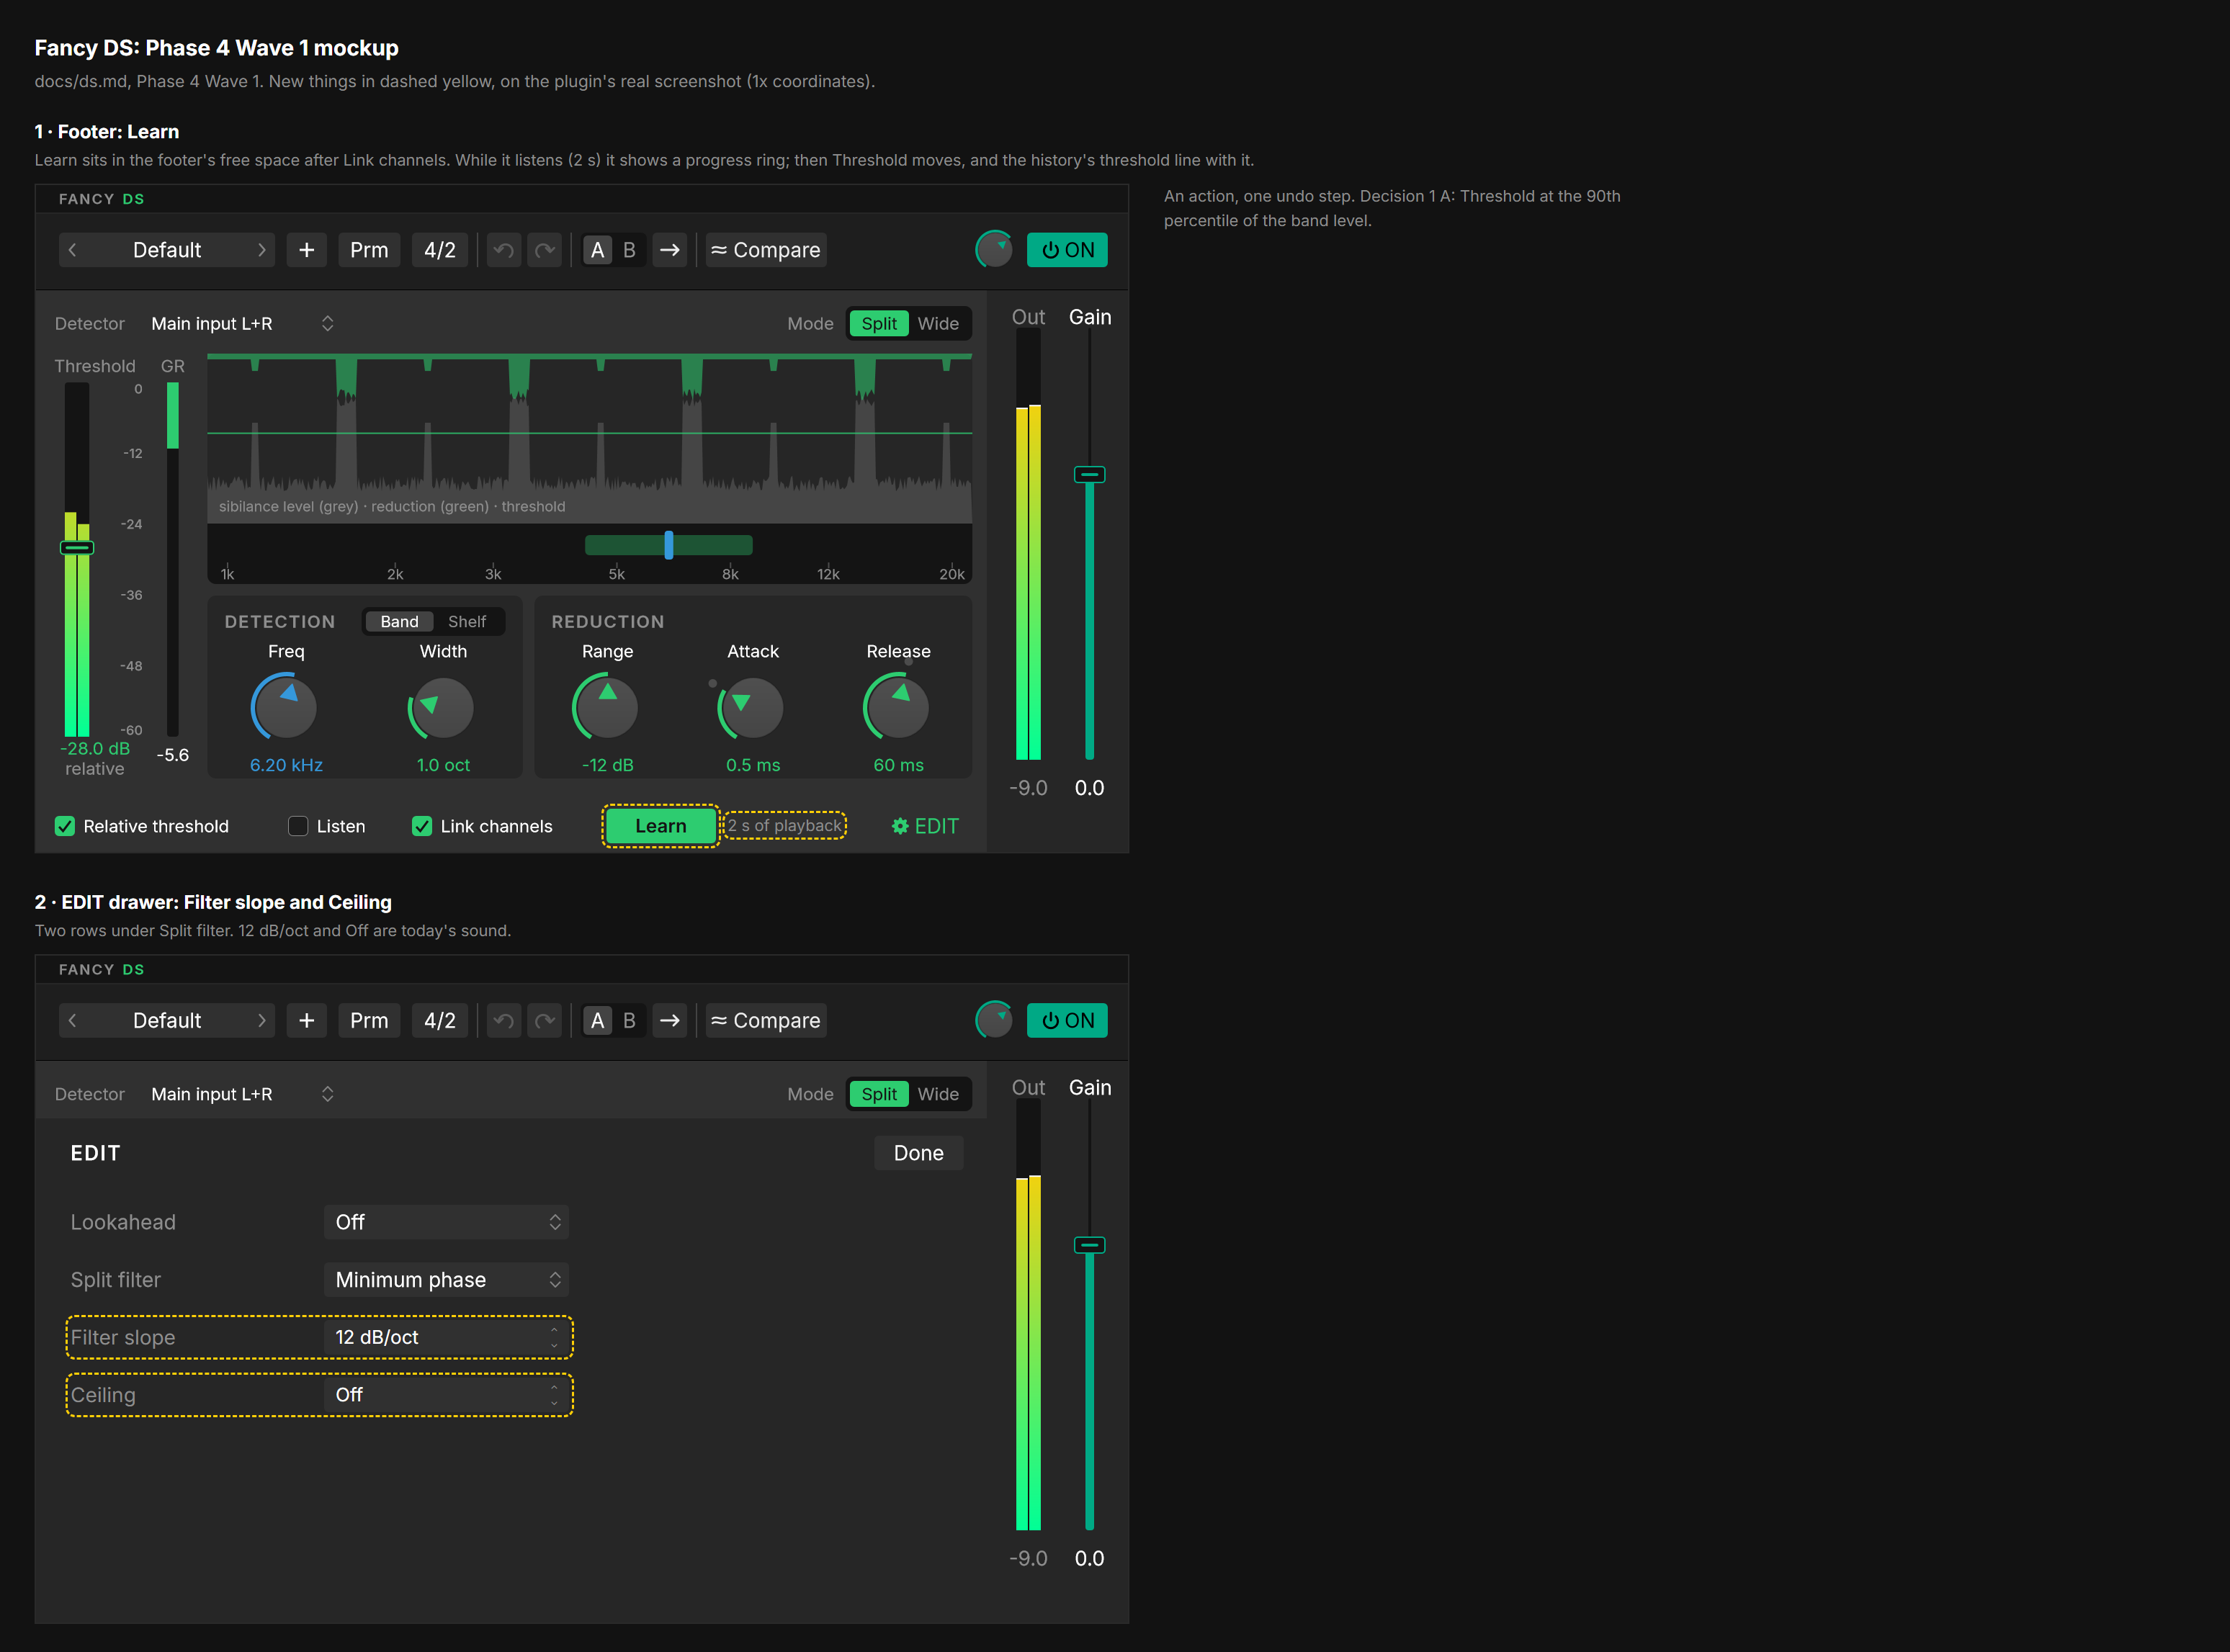 Fancy DS: Phase 4 Wave 1 mockup
docs/ds.md, Phase 4 Wave 1. New things in dashed yellow, on the plugin's real screenshot (1x coordinates).
1 · Footer: Learn
Learn sits in the footer's free space after Link channels. While it listens (2 s) it shows a progress ring; then Threshold moves, and the history's threshold line with it.
An action, one undo step. Decision 1 A: Threshold at the 90th
percentile of the band level.
FANCY DS
Default + Prm 4/2 A B → ≈ Compare ON
Detector Main input L+R Mode Split Wide Out Gain
Threshold GR
0
-12
-24
-36
-48
-60
-28.0 dB
relative
-5.6
sibilance level (grey) · reduction (green) · threshold
1k 2k 3k 5k 8k 12k 20k
DETECTION Band Shelf REDUCTION
Freq Width Range Attack Release
6.20 kHz 1.0 oct -12 dB 0.5 ms 60 ms
-9.0 0.0
Relative threshold Listen Link channels Learn 2 s of playback EDIT
2 · EDIT drawer: Filter slope and Ceiling
Two rows under Split filter. 12 dB/oct and Off are today's sound.
FANCY DS
Default + Prm 4/2 A B → ≈ Compare ON
Detector Main input L+R Mode Split Wide Out Gain
EDIT Done
Lookahead Off
Split filter Minimum phase
Filter slope 12 dB/oct
Ceiling Off
-9.0 0.0